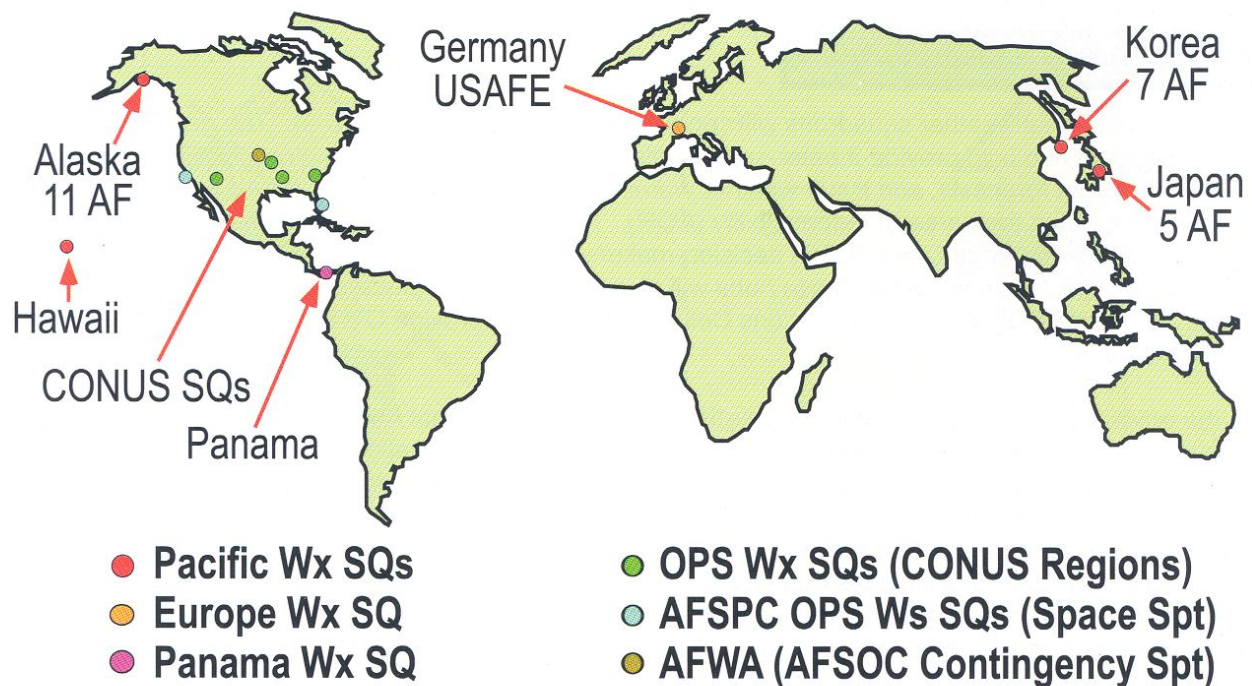 Germany
USAFE
Korea
7 AF
Alaska
11 AF
Japan
5 AF
Hawaii
CONUS SQs
Panama
Pacific Wx SQs
Europe Wx SQ
Panama Wx SQ
OPS Wx SQs (CONUS Regions)
AFSPC OPS Ws SQs (Space Spt)
AFWA (AFSOC Contingency Spt)